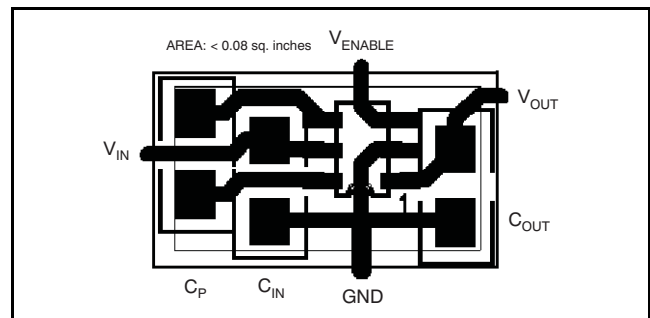 AREA: < 0.08 sq. inches
VENABLE
VOUT
VIN
1
COUT
CP
CIN
GND